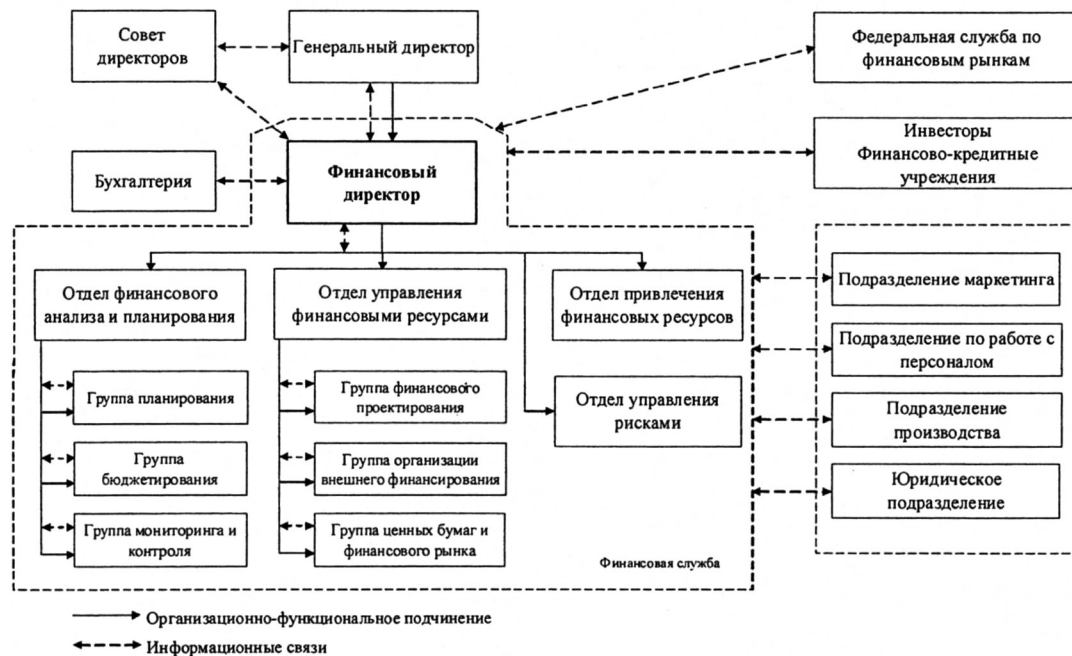 Совет
директоров
Генеральный директор
Федеральная служба по
финансовым рынкам
Инвесторы
Финансово-кредитные
учреждения
Бухгалтерия
Финансовый
директор
Отдел финансового
анализа и планирования
Отдел управления
финансовыми ресурсами
Отдел привлечения
финансовых ресурсов
Подразделение маркетинга
Подразделение по работе с
персоналом
Группа планирования
Группа финансового
проектирования
Отдел управления
рисками
Подразделение
производства
Группа
бюджетирования
Группа организации
внешнего финансирования
Юридическое
подразделение
Группа мониторинга и
контроля
Группа ценных бумаг и
финансового рынка
Финансовая служба
Организационно-функциональное подчинение
Информационные связи